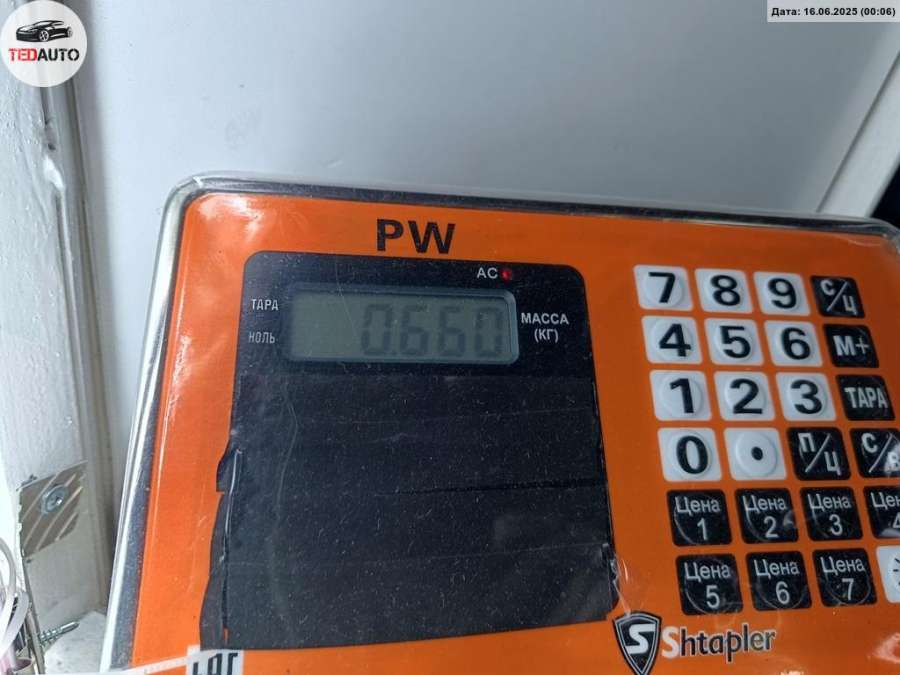 Дата: 16.06.2025 (00:06)
TEDAUTO
PW
AC
ТАРА
НОЛЬ
0.660
МАССА
(КГ)
7 8 9 С/Ц
4 5 6 М+
1 2 3 ТАРА
0 . П/Ц
Цена 1 Цена 2 Цена 3
Цена 5 Цена 6 Цена 7
S Shtapler